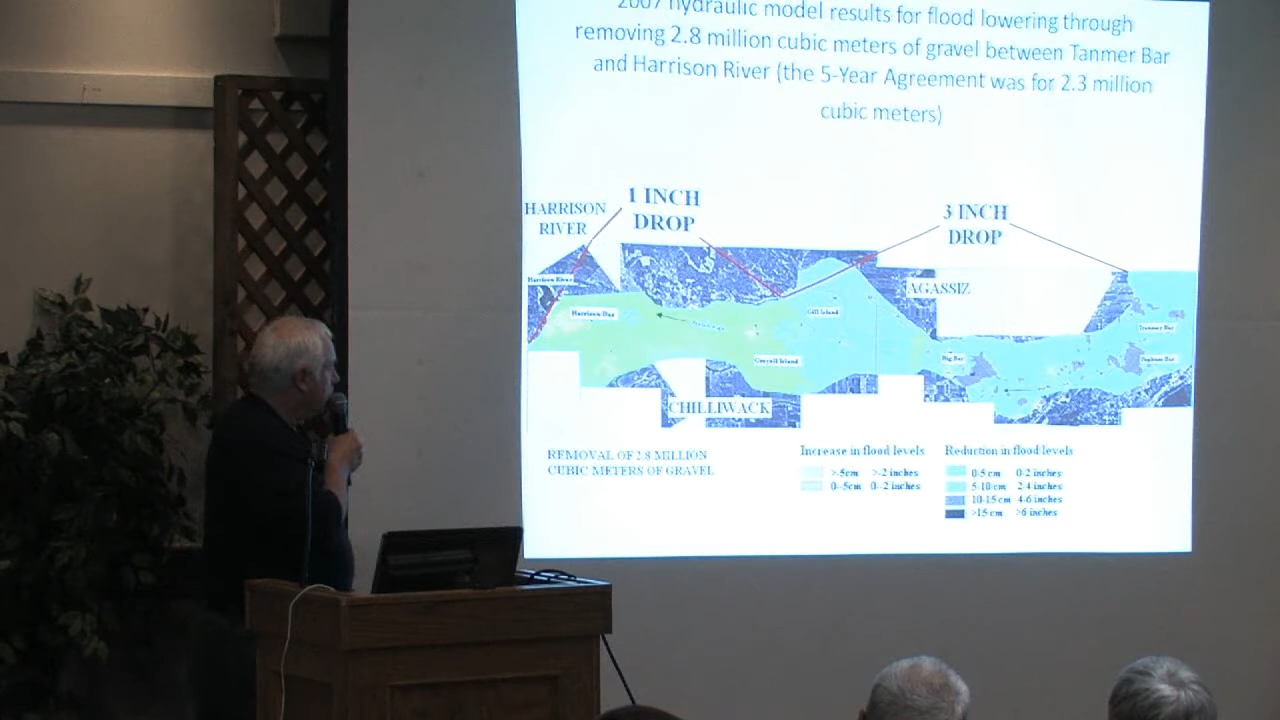 2007 hydraulic model results for flood lowering through
removing 2.8 million cubic meters of gravel between Tanmer Bar
and Harrison River (the 5-Year Agreement was for 2.3 million
cubic meters)
1 INCH
DROP
3 INCH
DROP
HARRISON
RIVER
Harrison River
AGASSIZ
Harrison Bar
Gill Island
Tranmer Bar
Greyell Island
Big Bar
Peghum Bar
CHILLIWACK
REMOVAL OF 2.8 MILLION
CUBIC METERS OF GRAVEL
Increase in flood levels
>-5cm >-2 inches
0--5cm 0--2 inches
Reduction in flood levels
0-5 cm 0-2 inches
5-10 cm 2-4 inches
10-15 cm 4-6 inches
>15 cm >6 inches